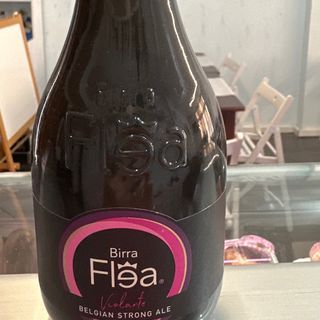 Flea
Birra
Flea®
Violante
BELGIAN STRONG ALE